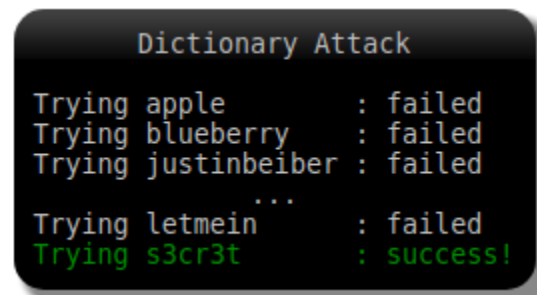 Dictionary Attack
Trying apple : failed
Trying blueberry : failed
Trying justinbeiber : failed
...
Trying letmein : failed
Trying s3cr3t : success!